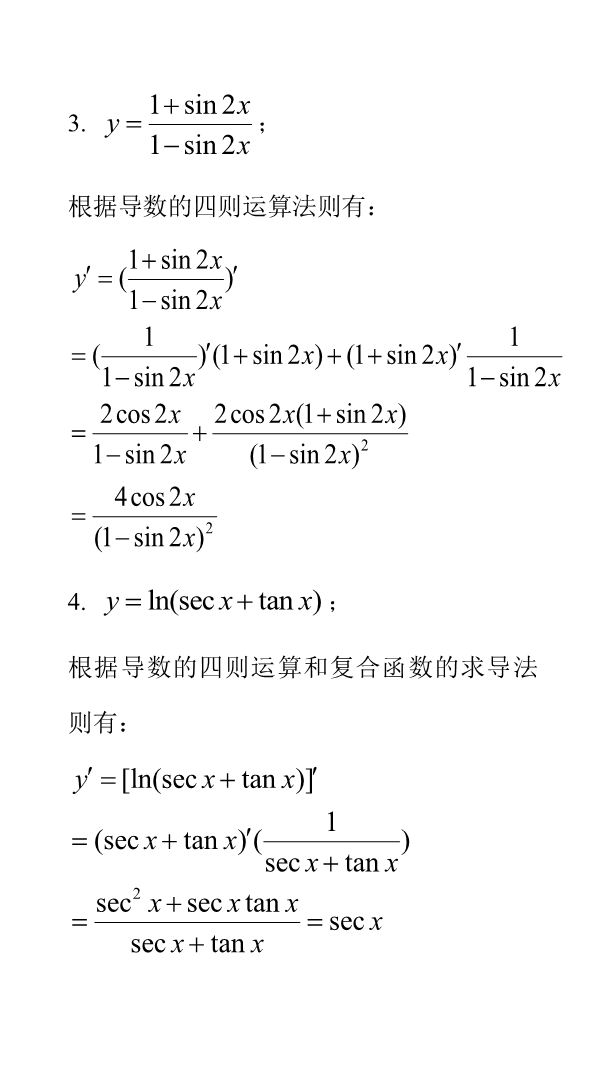 3. y = \frac{1+\sin 2x}{1-\sin 2x}；
根据导数的四则运算法则有：
y' = (\frac{1+\sin 2x}{1-\sin 2x})'
= (\frac{1}{1-\sin 2x})'(1+\sin 2x)+(1+\sin 2x)'\frac{1}{1-\sin 2x}
= \frac{2\cos 2x}{1-\sin 2x}+\frac{2\cos 2x(1+\sin 2x)}{(1-\sin 2x)^2}
= \frac{4\cos 2x}{(1-\sin 2x)^2}
4. y = \ln(\sec x+\tan x)；
根据导数的四则运算和复合函数的求导法
则有：
y' = [\ln(\sec x+\tan x)]'
= (\sec x+\tan x)'(\frac{1}{\sec x+\tan x})
= \frac{\sec^2 x+\sec x\tan x}{\sec x+\tan x} = \sec x